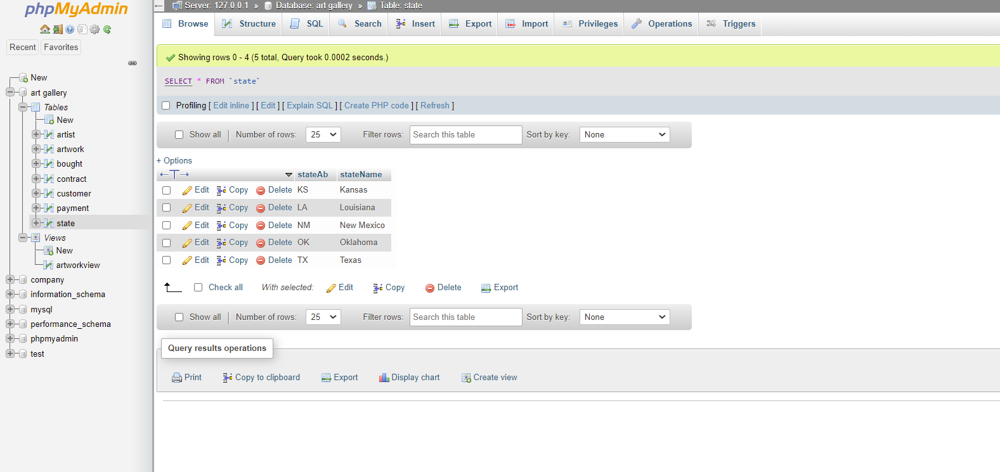 phpMyAdmin
Recent Favorites
New
art gallery
Tables
New
artist
artwork
bought
contract
customer
payment
state
Views
New
artworkview
company
information_schema
mysql
performance_schema
phpmyadmin
test
Server: 127.0.0.1 » Database: art gallery » Table: state
Browse Structure SQL Search Insert Export Import Privileges Operations Triggers
Showing rows 0 - 4 (5 total, Query took 0.0002 seconds.)
SELECT * FROM `state`
Profiling [ Edit inline ] [ Edit ] [ Explain SQL ] [ Create PHP code ] [ Refresh ]
Show all | Number of rows: 25 Filter rows: Search this table Sort by key: None
+ Options
←T→ stateAb stateName
Edit Copy Delete KS Kansas
Edit Copy Delete LA Louisiana
Edit Copy Delete NM New Mexico
Edit Copy Delete OK Oklahoma
Edit Copy Delete TX Texas
Check all With selected: Edit Copy Delete Export
Show all | Number of rows: 25 Filter rows: Search this table Sort by key: None
Query results operations
Print Copy to clipboard Export Display chart Create view